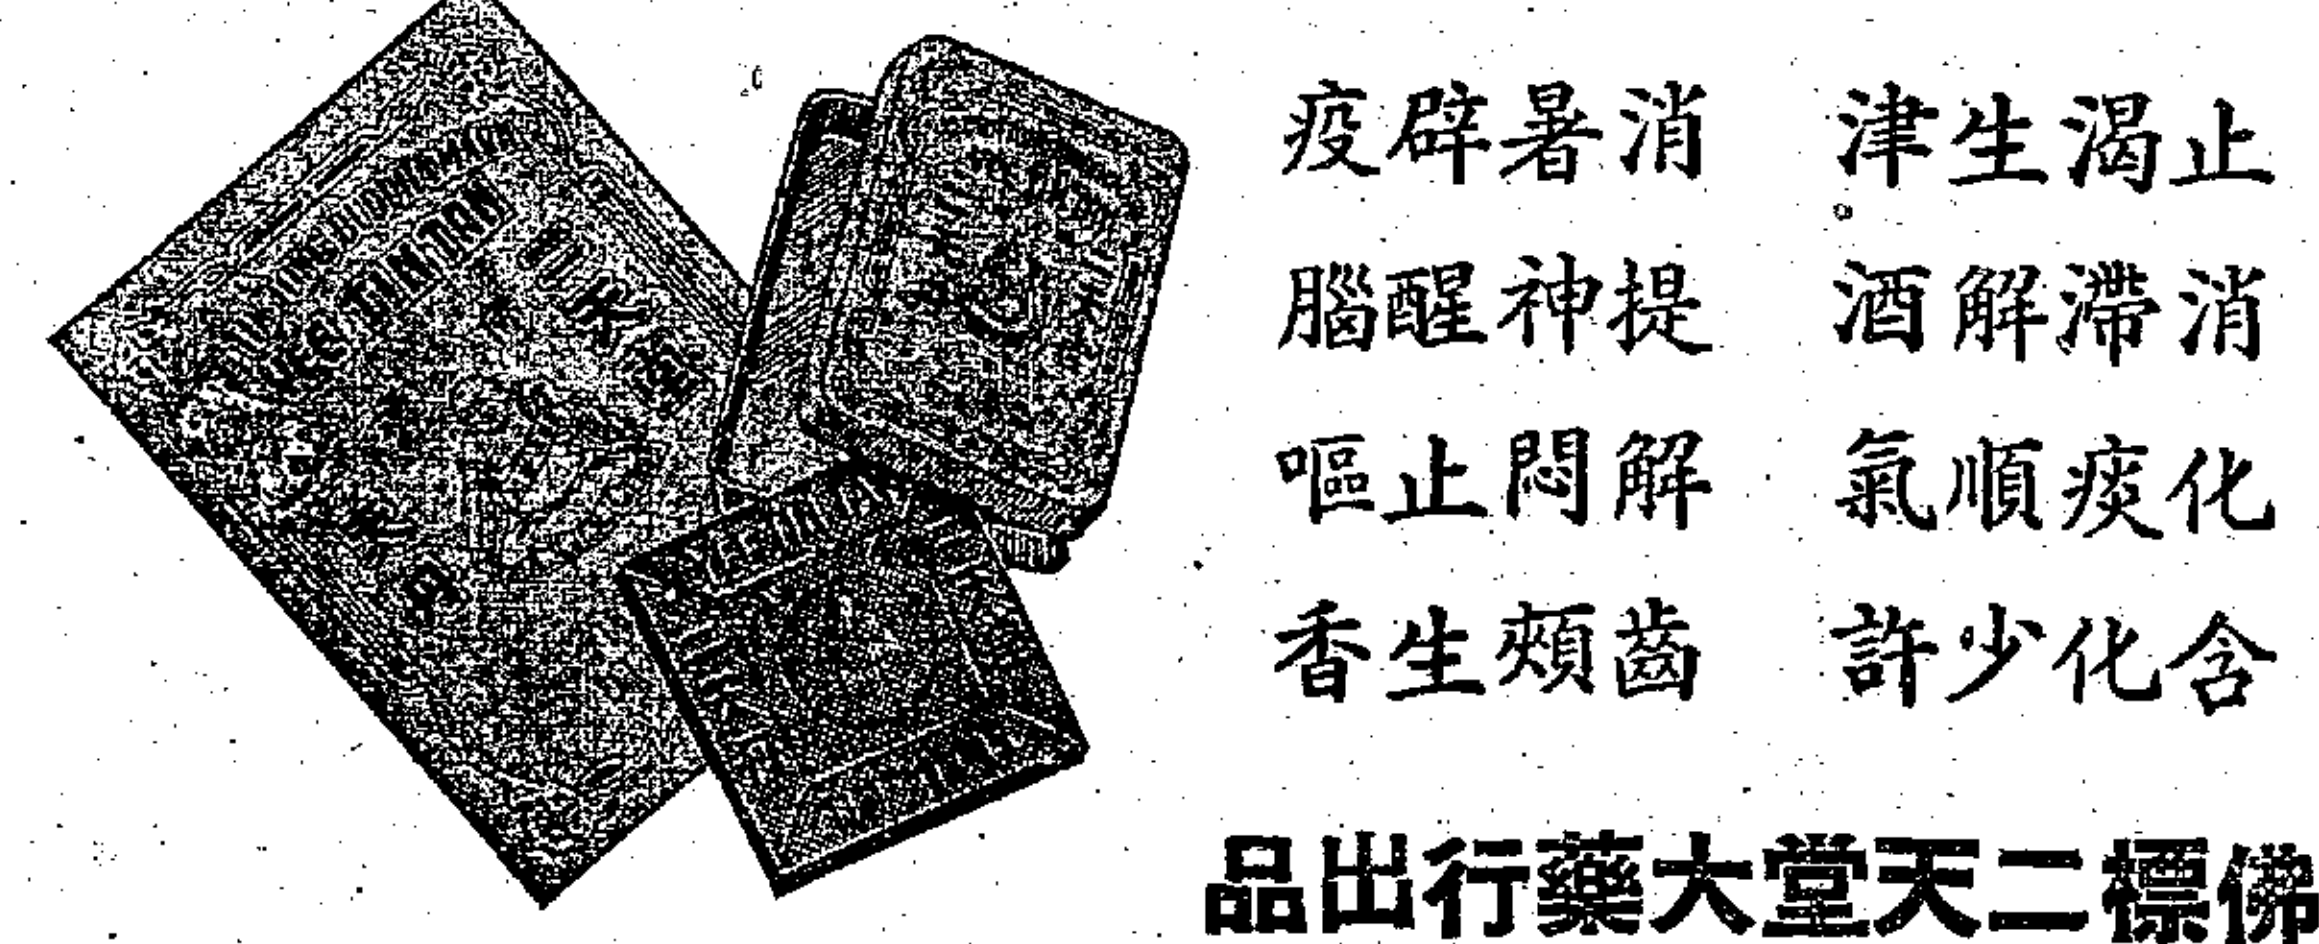 止渴生津 消暑辟疫
消滯解酒 提神醒腦
化痰順氣 解悶止嘔
含化少許 齒頰生香
佛標二天堂大藥行出品